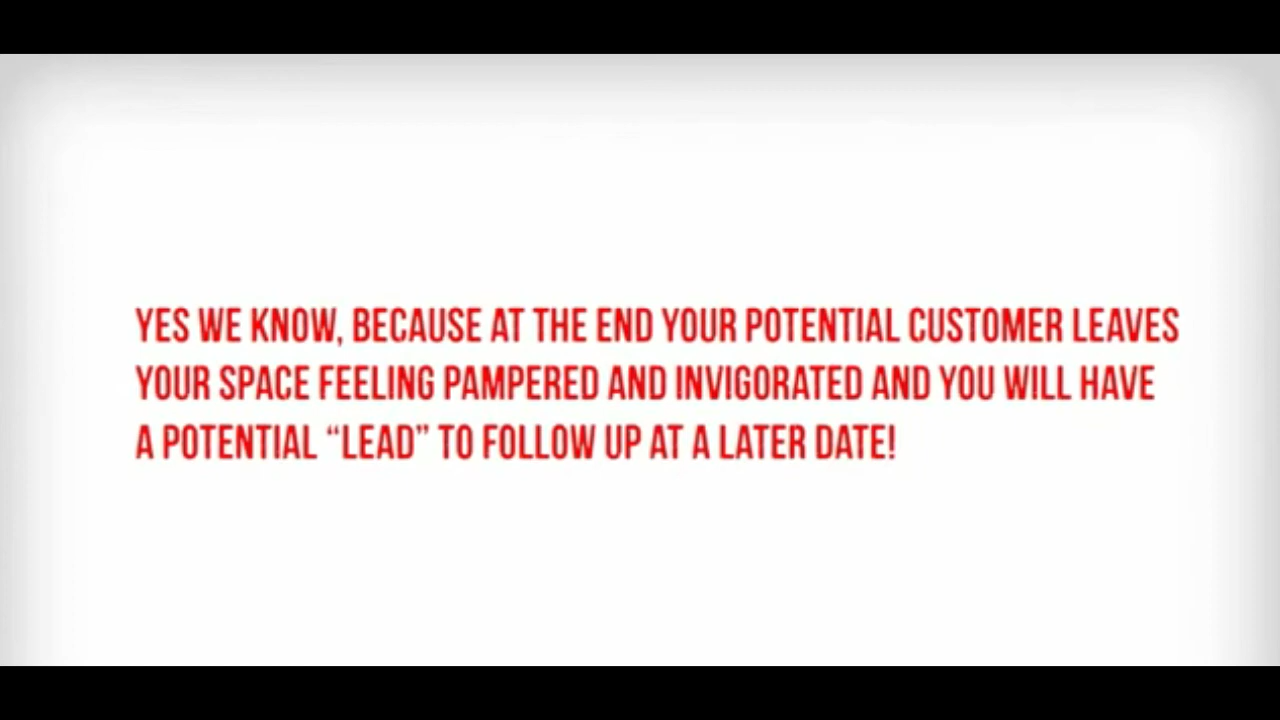 YES WE KNOW, BECAUSE AT THE END YOUR POTENTIAL CUSTOMER LEAVES
YOUR SPACE FEELING PAMPERED AND INVIGORATED AND YOU WILL HAVE
A POTENTIAL “LEAD” TO FOLLOW UP AT A LATER DATE!